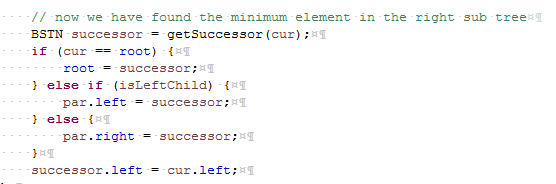 // now we have found the minimum element in the right sub tree
BSTN successor = getSuccessor(cur);
if (cur == root) {
root = successor;
} else if (isLeftChild) {
par.left = successor;
} else {
par.right = successor;
}
successor.left = cur.left;